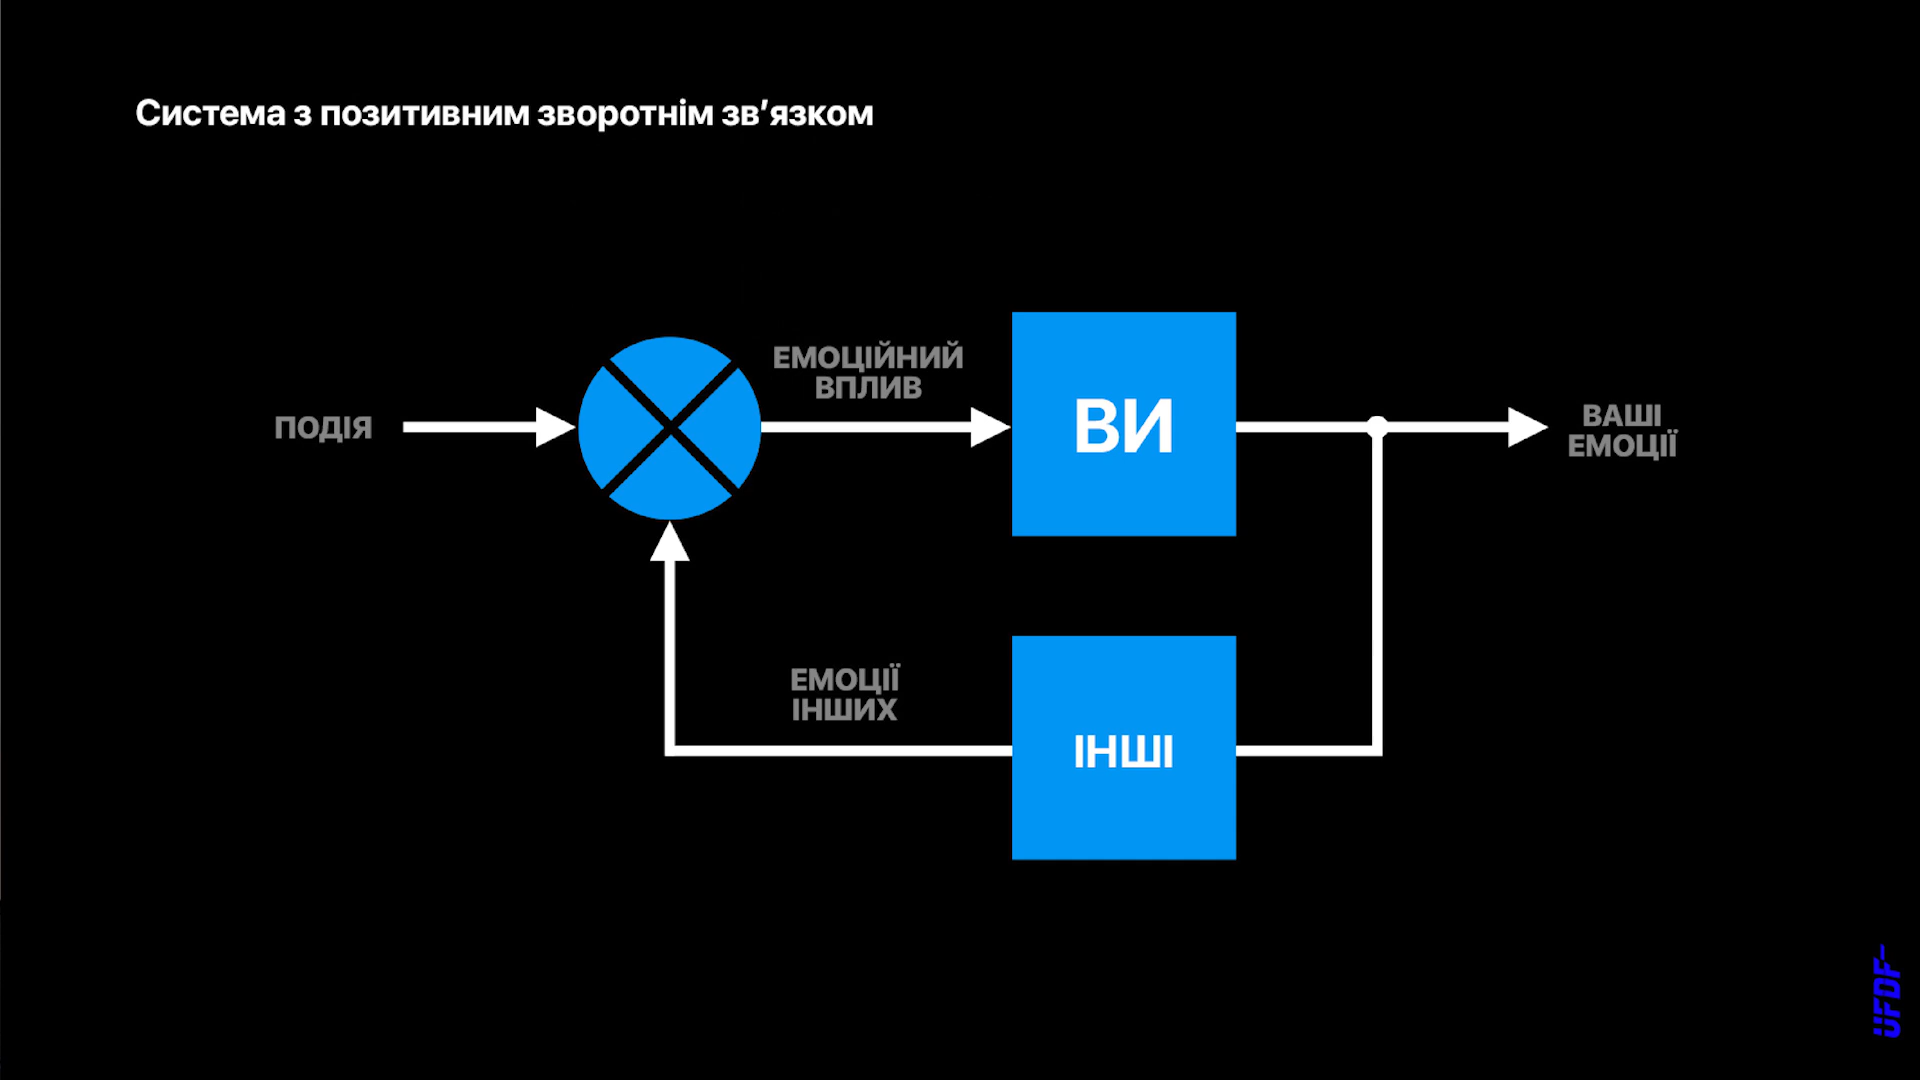 Система з позитивним зворотнім зв’язком
ЕМОЦІЙНИЙ
ВПЛИВ
ПОДІЯ
ВИ
ВАШІ
ЕМОЦІЇ
ЕМОЦІЇ
ІНШИХ
ІНШІ
UFDF